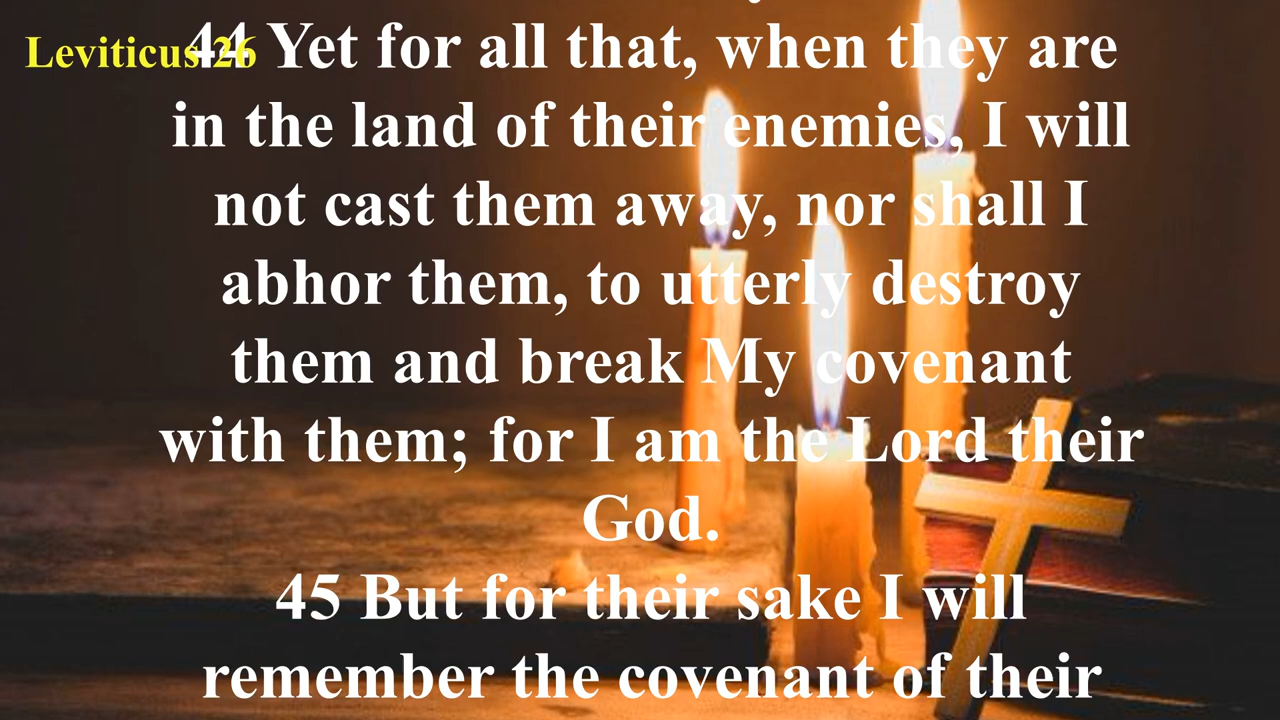 Leviticus 26
44 Yet for all that, when they are
in the land of their enemies, I will
not cast them away, nor shall I
abhor them, to utterly destroy
them and break My covenant
with them; for I am the Lord their
God.
45 But for their sake I will
remember the covenant of their